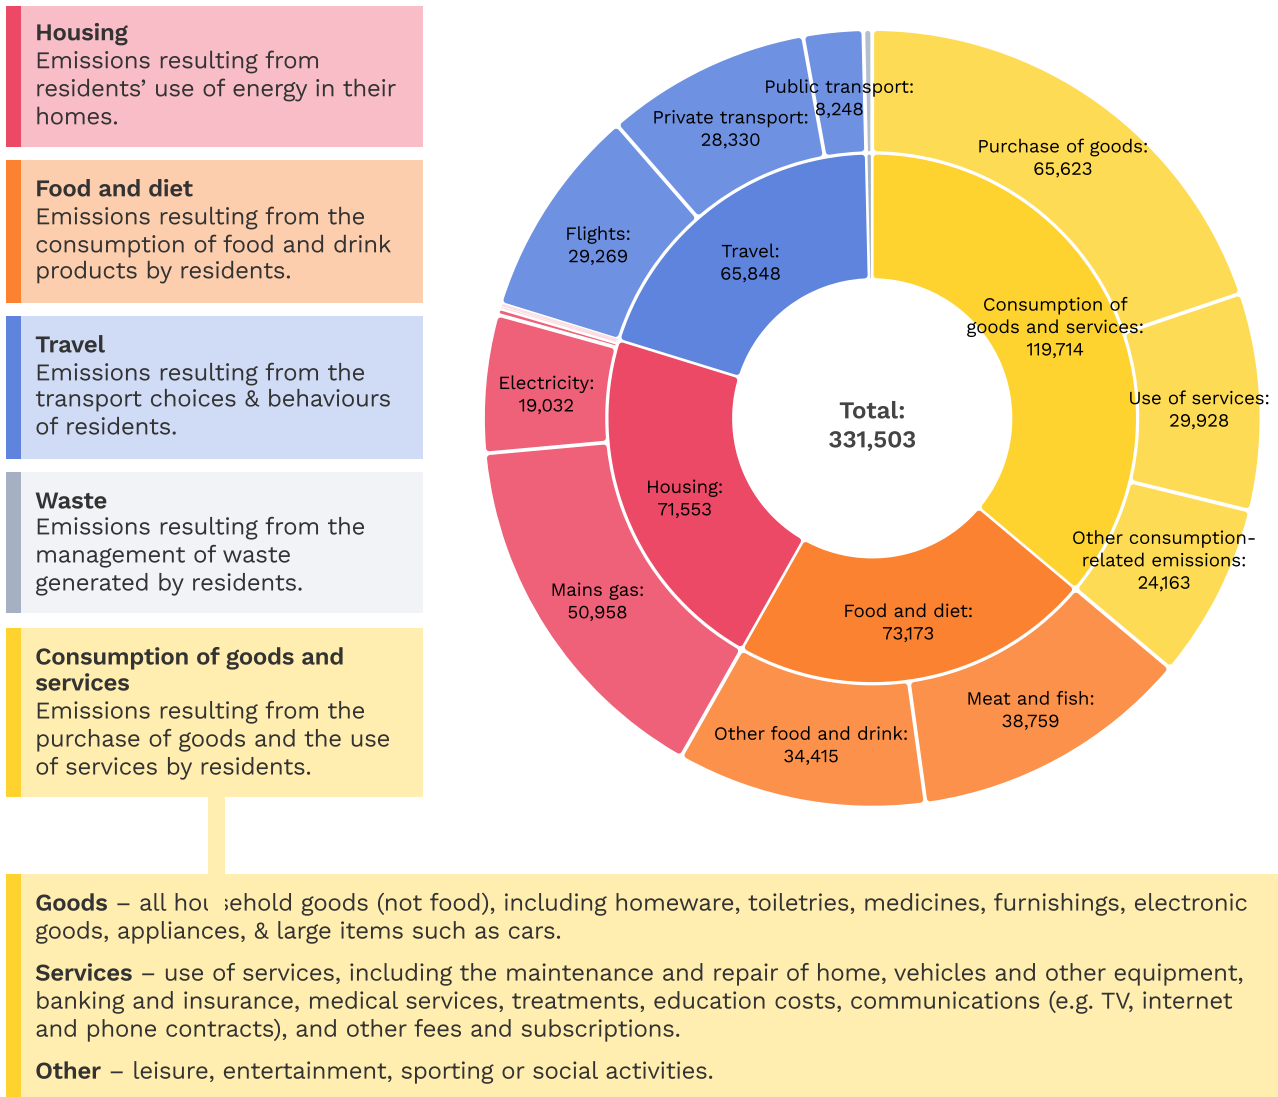 Housing
Emissions resulting from
residents’ use of energy in their
homes.
Food and diet
Emissions resulting from the
consumption of food and drink
products by residents.
Travel
Emissions resulting from the
transport choices & behaviours
of residents.
Waste
Emissions resulting from the
management of waste
generated by residents.
Consumption of goods and
services
Emissions resulting from the
purchase of goods and the use
of services by residents.
Public transport:
8,248
Private transport:
28,330
Purchase of goods:
65,623
Flights:
29,269
Travel:
65,848
Consumption of
goods and services:
119,714
Electricity:
19,032
Use of services:
29,928
Total:
331,503
Housing:
71,553
Other consumption-
related emissions:
24,163
Mains gas:
50,958
Food and diet:
73,173
Meat and fish:
38,759
Other food and drink:
34,415
Goods – all household goods (not food), including homeware, toiletries, medicines, furnishings, electronic
goods, appliances, & large items such as cars.
Services – use of services, including the maintenance and repair of home, vehicles and other equipment,
banking and insurance, medical services, treatments, education costs, communications (e.g. TV, internet
and phone contracts), and other fees and subscriptions.
Other – leisure, entertainment, sporting or social activities.